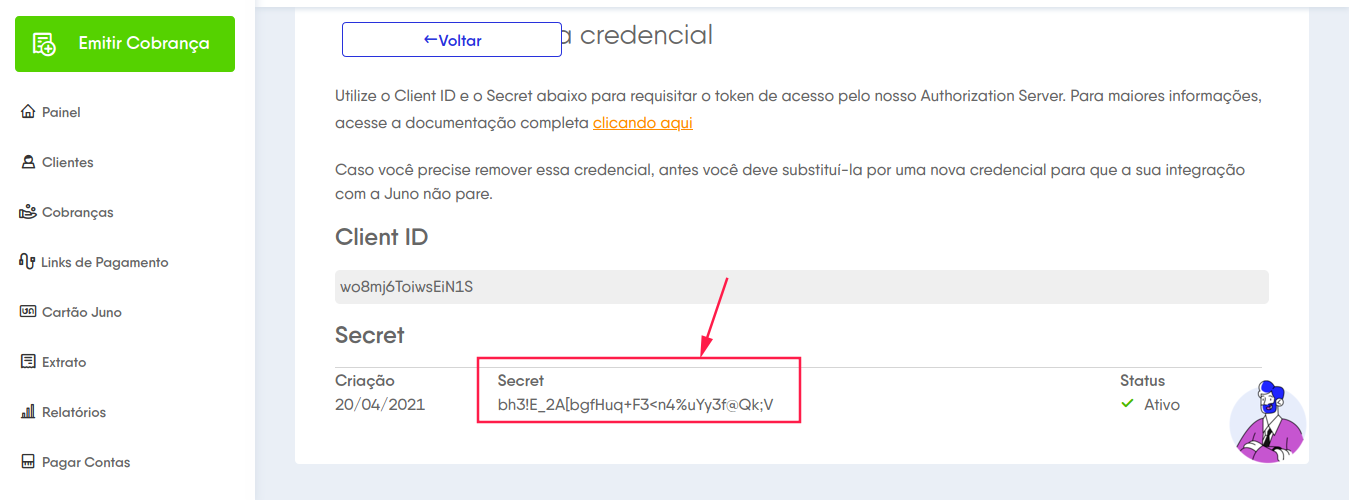 Emitir Cobrança
Painel
Clientes
Cobranças
Links de Pagamento
Cartão Juno
Extrato
Relatórios
Pagar Contas
←Voltar
a credencial
Utilize o Client ID e o Secret abaixo para requisitar o token de acesso pelo nosso Authorization Server. Para maiores informações,
acesse a documentação completa clicando aqui
Caso você precise remover essa credencial, antes você deve substituí-la por uma nova credencial para que a sua integração
com a Juno não pare.
Client ID
wo8mj6ToiwsEiN1S
Secret
Criação Secret Status
20/04/2021 bh3!E_2A[bgfHuq+F3<n4%uYy3f@Qk;V Ativo